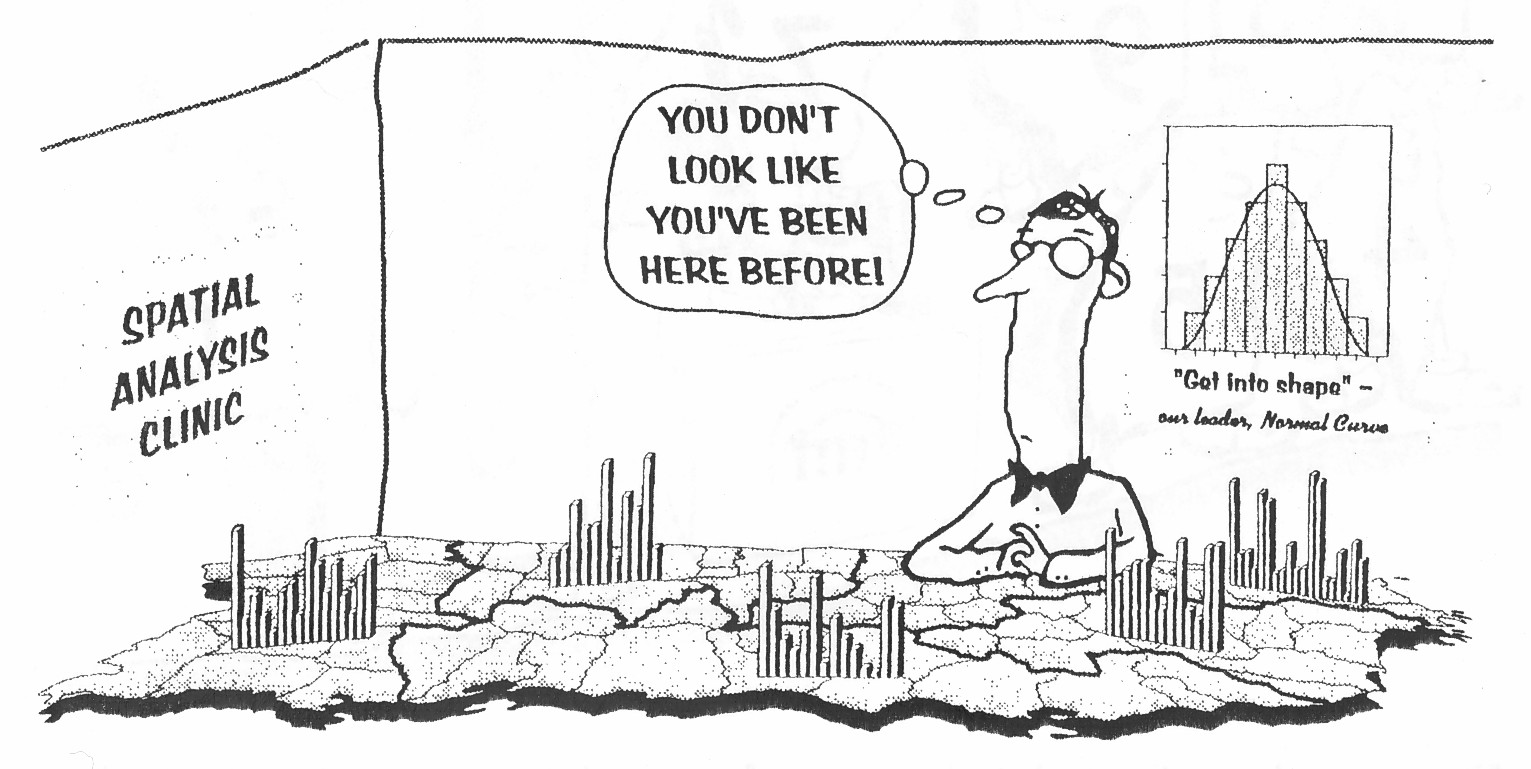 YOU DON'T
LOOK LIKE
YOU'VE BEEN
HERE BEFORE!
SPATIAL
ANALYSIS
CLINIC
"Get into shape" –
our leader, Normal Curve